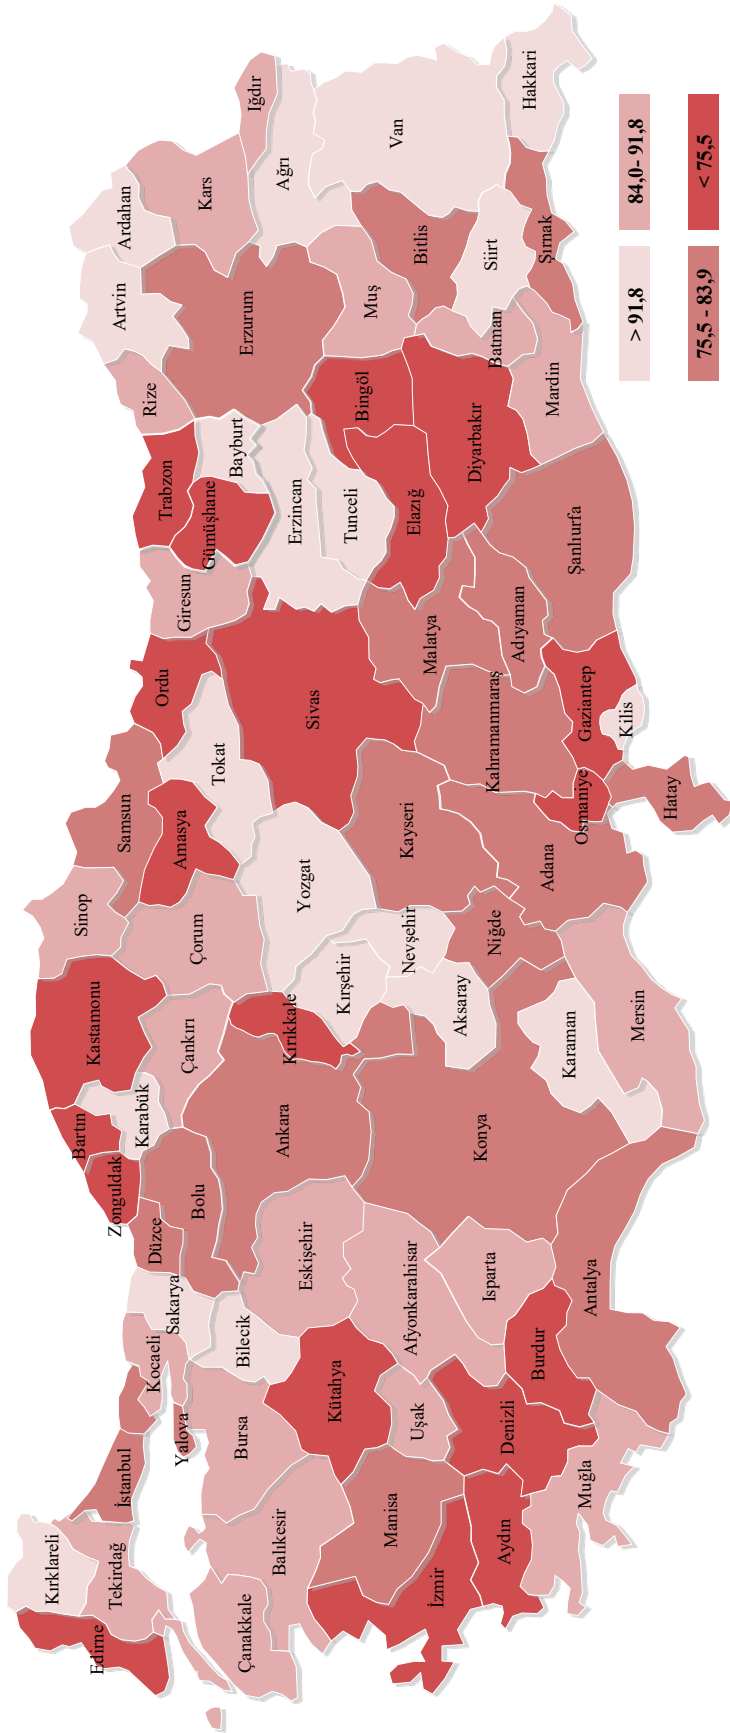 Edirne
Kırklareli
Tekirdağ
İstanbul
Çanakkale
Balıkesir
Bursa
Yalova
Kocaeli
Sakarya
Düzce
Bolu
Zonguldak
Bartın
Karabük
Kastamonu
Çankırı
Sinop
Çorum
Samsun
Amasya
Tokat
Ordu
Giresun
Trabzon
Gümüşhane
Bayburt
Rize
Artvin
Ardahan
Kars
Iğdır
Ağrı
Erzurum
Erzincan
Tunceli
Sivas
Yozgat
Kırıkkale
Kırşehir
Ankara
Eskişehir
Bilecik
Kütahya
Manisa
İzmir
Uşak
Afyonkarahisar
Aydın
Denizli
Muğla
Burdur
Isparta
Antalya
Konya
Karaman
Mersin
Aksaray
Nevşehir
Niğde
Kayseri
Adana
Osmaniye
Hatay
Kahramanmaraş
Gaziantep
Kilis
Malatya
Adıyaman
Şanlıurfa
Elazığ
Bingöl
Diyarbakır
Mardin
Batman
Muş
Bitlis
Siirt
Şırnak
Van
Hakkari
> 91,8
84,0- 91,8
75,5 - 83,9
< 75,5